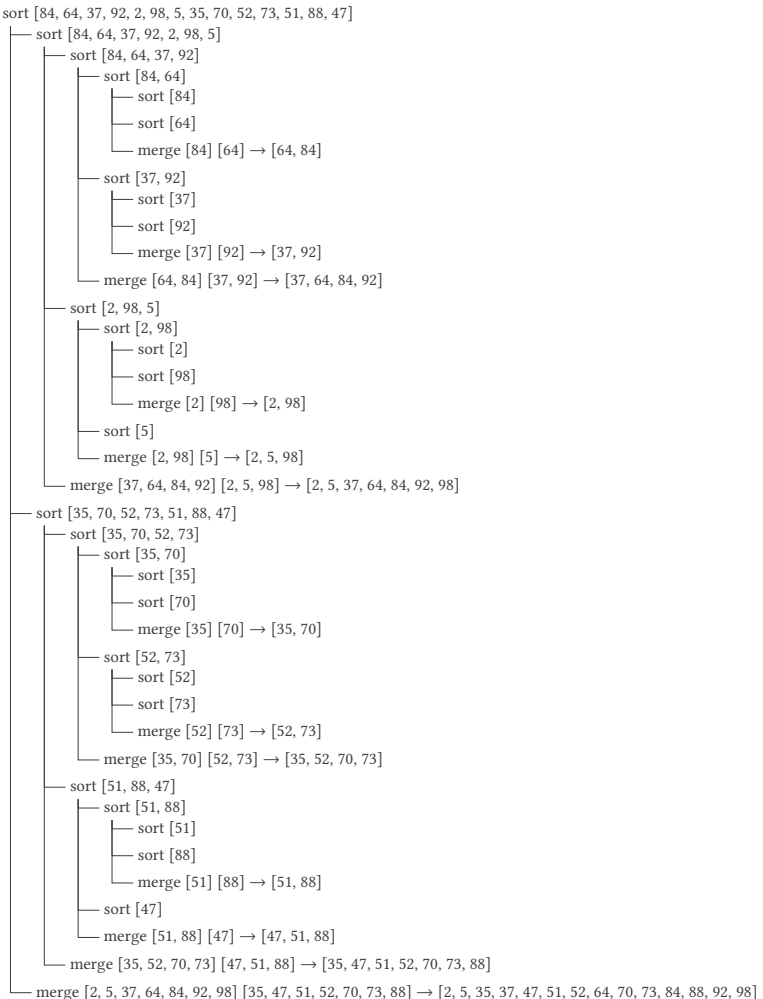 sort [84, 64, 37, 92, 2, 98, 5, 35, 70, 52, 73, 51, 88, 47]
sort [84, 64, 37, 92, 2, 98, 5]
sort [84, 64, 37, 92]
sort [84, 64]
sort [84]
sort [64]
merge [84] [64] → [64, 84]
sort [37, 92]
sort [37]
sort [92]
merge [37] [92] → [37, 92]
merge [64, 84] [37, 92] → [37, 64, 84, 92]
sort [2, 98, 5]
sort [2, 98]
sort [2]
sort [98]
merge [2] [98] → [2, 98]
sort [5]
merge [2, 98] [5] → [2, 5, 98]
merge [37, 64, 84, 92] [2, 5, 98] → [2, 5, 37, 64, 84, 92, 98]
sort [35, 70, 52, 73, 51, 88, 47]
sort [35, 70, 52, 73]
sort [35, 70]
sort [35]
sort [70]
merge [35] [70] → [35, 70]
sort [52, 73]
sort [52]
sort [73]
merge [52] [73] → [52, 73]
merge [35, 70] [52, 73] → [35, 52, 70, 73]
sort [51, 88, 47]
sort [51, 88]
sort [51]
sort [88]
merge [51] [88] → [51, 88]
sort [47]
merge [51, 88] [47] → [47, 51, 88]
merge [35, 52, 70, 73] [47, 51, 88] → [35, 47, 51, 52, 70, 73, 88]
merge [2, 5, 37, 64, 84, 92, 98] [35, 47, 51, 52, 70, 73, 88] → [2, 5, 35, 37, 47, 51, 52, 64, 70, 73, 84, 88, 92, 98]